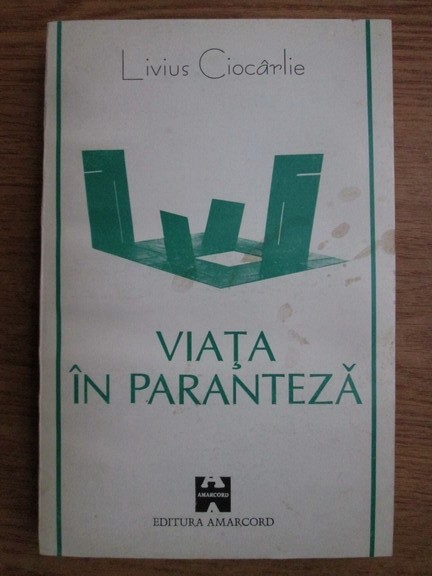 Livius Ciocârlie
VIAȚA
ÎN PARANTEZĂ
AMARCORD
EDITURA AMARCORD